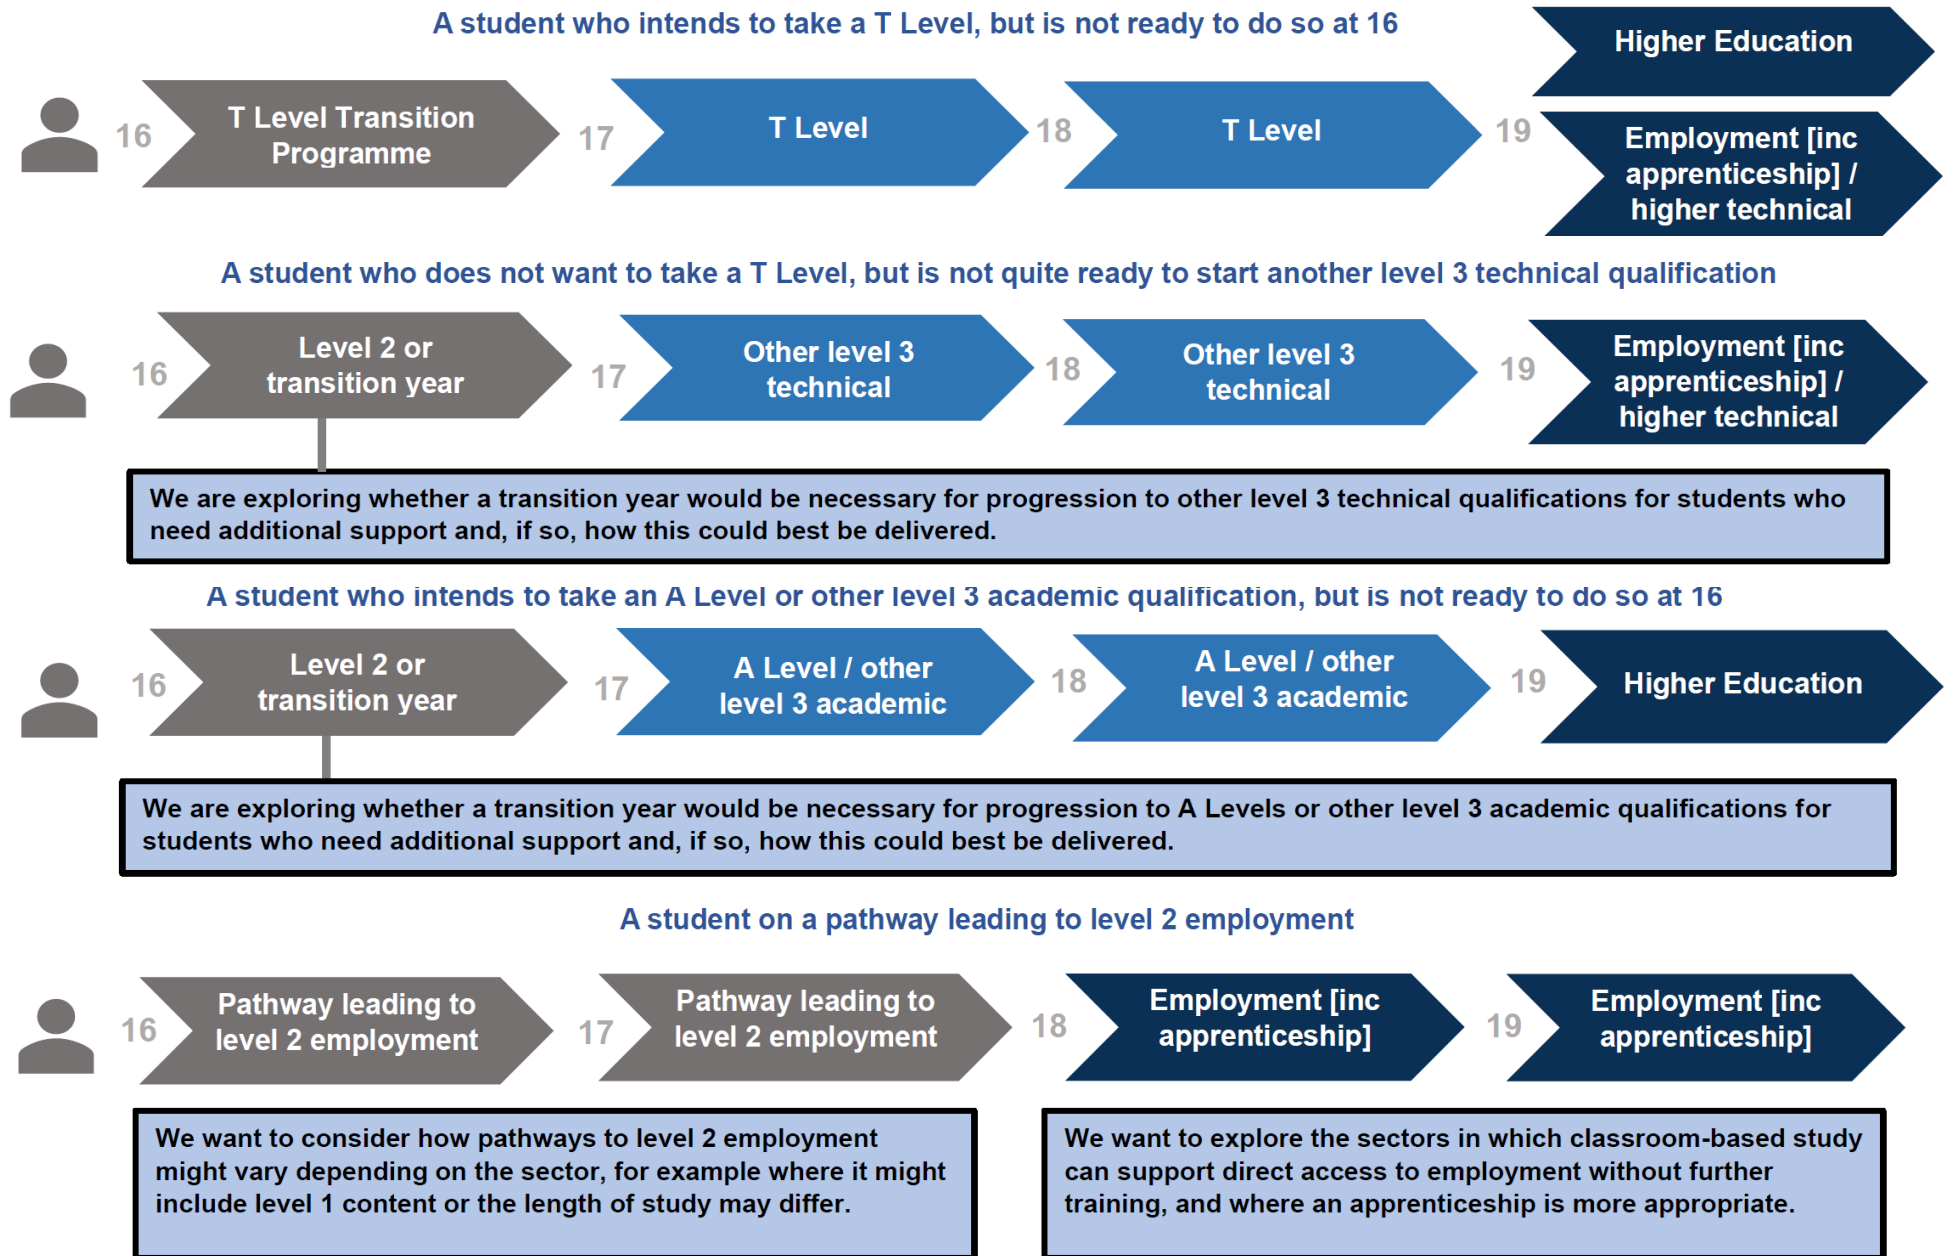 A student who intends to take a T Level, but is not ready to do so at 16
16
T Level Transition
Programme
17
T Level
18
T Level
19
Higher Education
Employment [inc
apprenticeship] /
higher technical
A student who does not want to take a T Level, but is not quite ready to start another level 3 technical qualification
16
Level 2 or
transition year
17
Other level 3
technical
18
Other level 3
technical
19
Employment [inc
apprenticeship] /
higher technical
We are exploring whether a transition year would be necessary for progression to other level 3 technical qualifications for students who
need additional support and, if so, how this could best be delivered.
A student who intends to take an A Level or other level 3 academic qualification, but is not ready to do so at 16
16
Level 2 or
transition year
17
A Level / other
level 3 academic
18
A Level / other
level 3 academic
19
Higher Education
We are exploring whether a transition year would be necessary for progression to A Levels or other level 3 academic qualifications for
students who need additional support and, if so, how this could best be delivered.
A student on a pathway leading to level 2 employment
16
Pathway leading to
level 2 employment
17
Pathway leading to
level 2 employment
18
Employment [inc
apprenticeship]
19
Employment [inc
apprenticeship]
We want to consider how pathways to level 2 employment
might vary depending on the sector, for example where it might
include level 1 content or the length of study may differ.
We want to explore the sectors in which classroom-based study
can support direct access to employment without further
training, and where an apprenticeship is more appropriate.